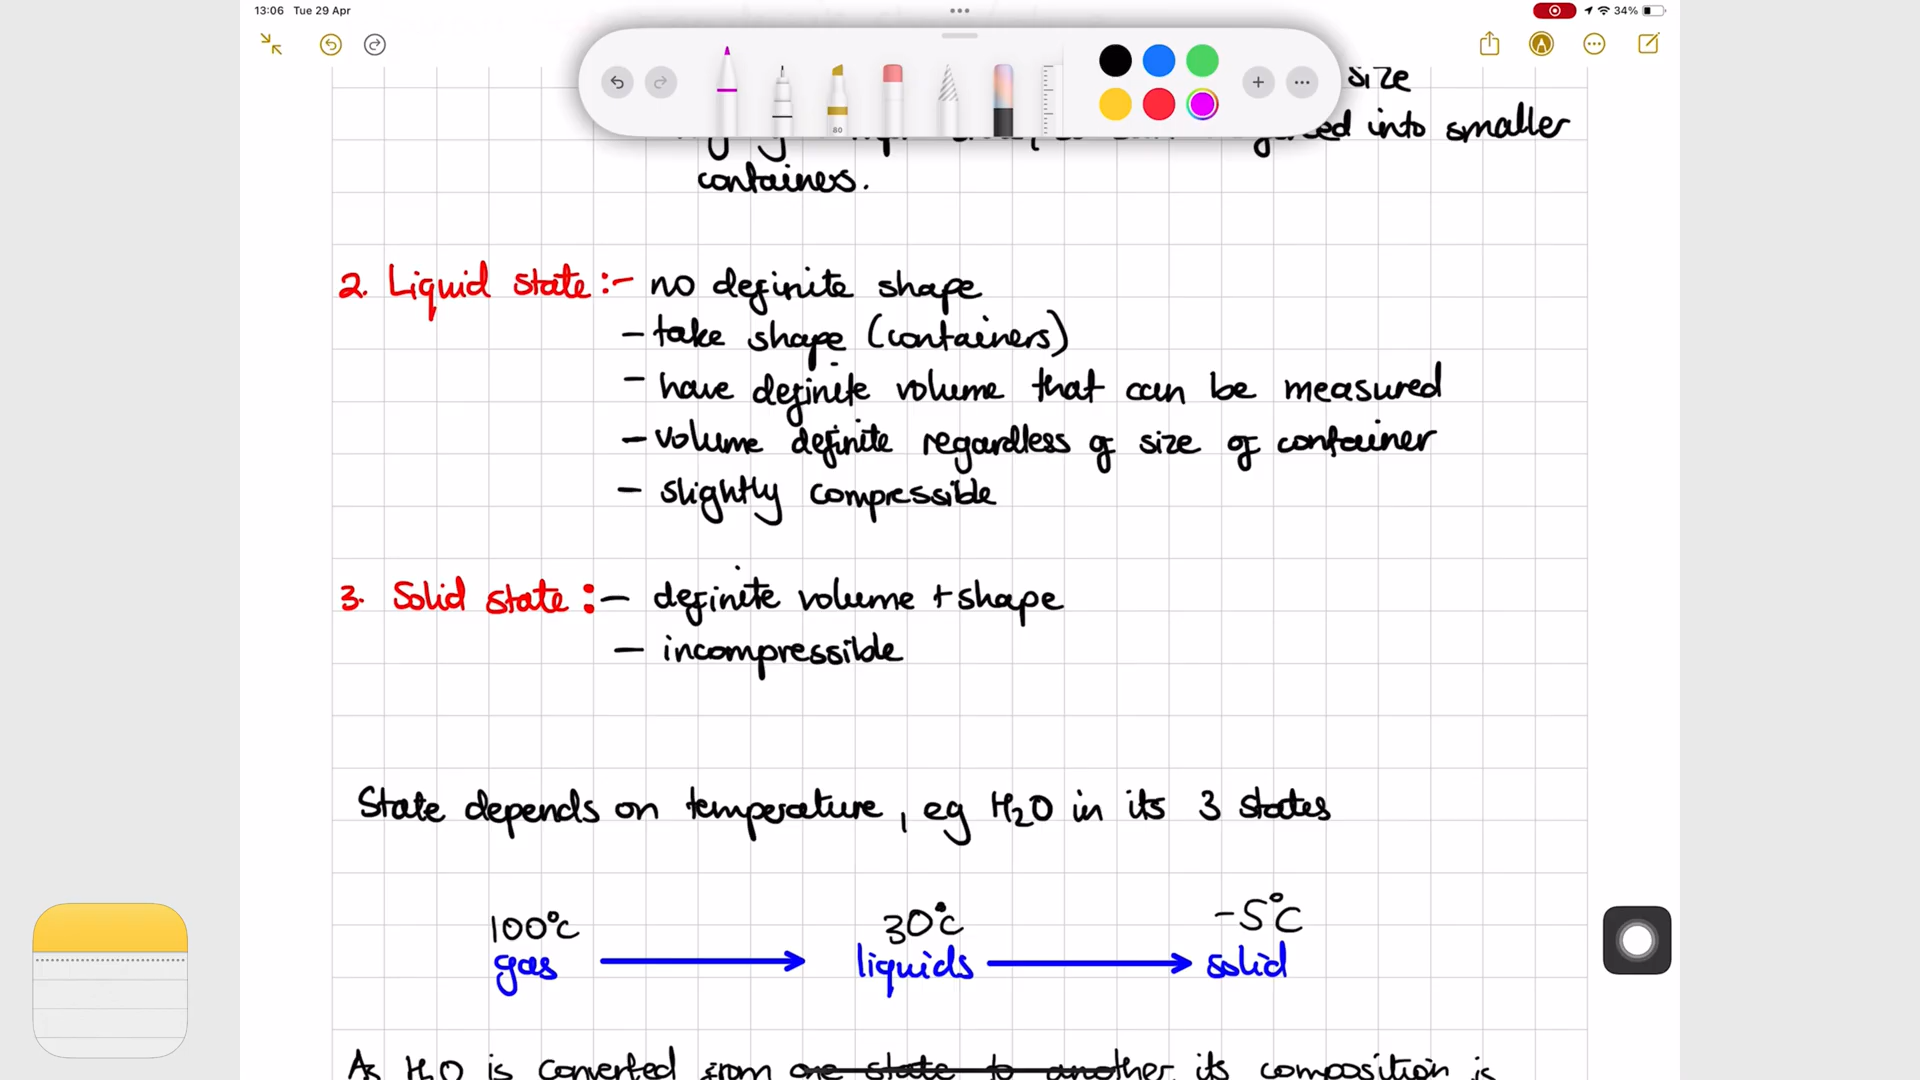 13:06 Tue 29 Apr
34%
80
size
into smaller
containers.
2. Liquid state :- no definite shape
- take shape (containers)
- have definite volume that can be measured
- volume definite regardless of size of container
- slightly compressible
3. Solid state :- definite volume + shape
- incompressible
State depends on temperature, eg H₂O in its 3 states
100°C 30°C -5°C
gas liquids solid
As H₂O is converted from one state to another, its composition is